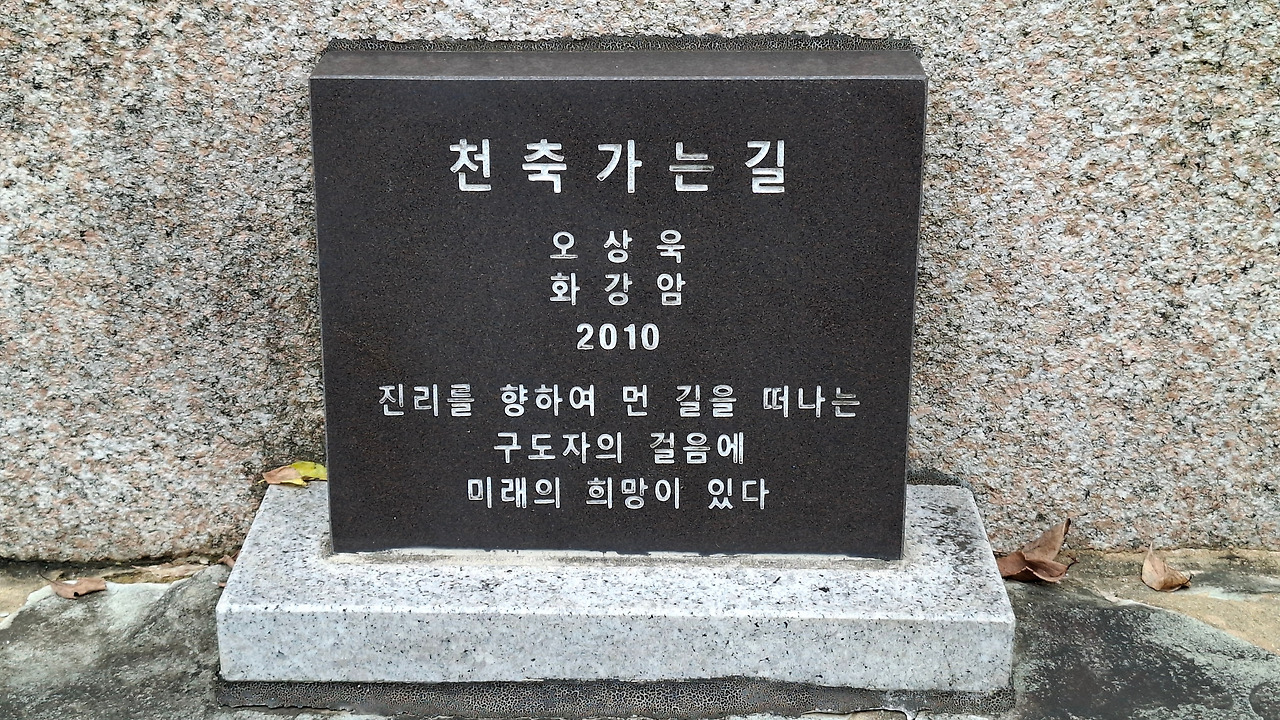 천축가는길
오상욱
화강암
2010
진리를 향하여 먼 길을 떠나는
구도자의 걸음에
미래의 희망이 있다